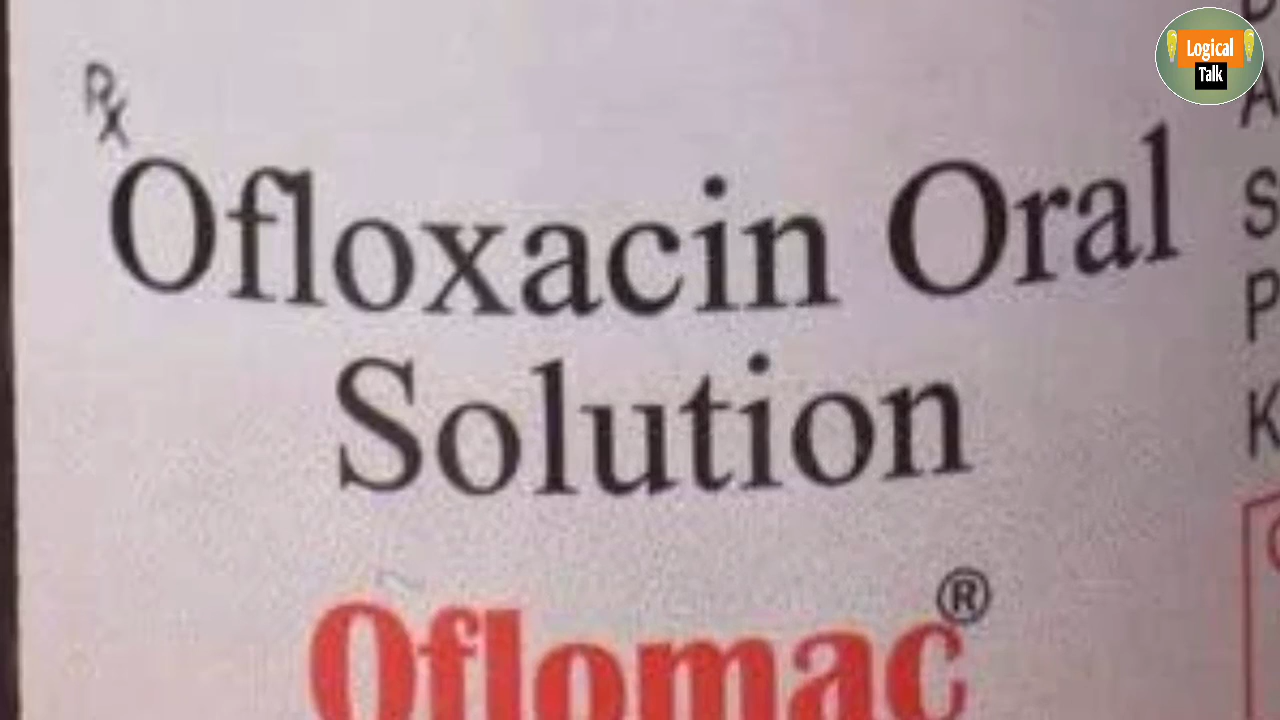 Logical
Talk
Rx
Ofloxacin Oral
Solution
Oflomac®
A
S
P
K